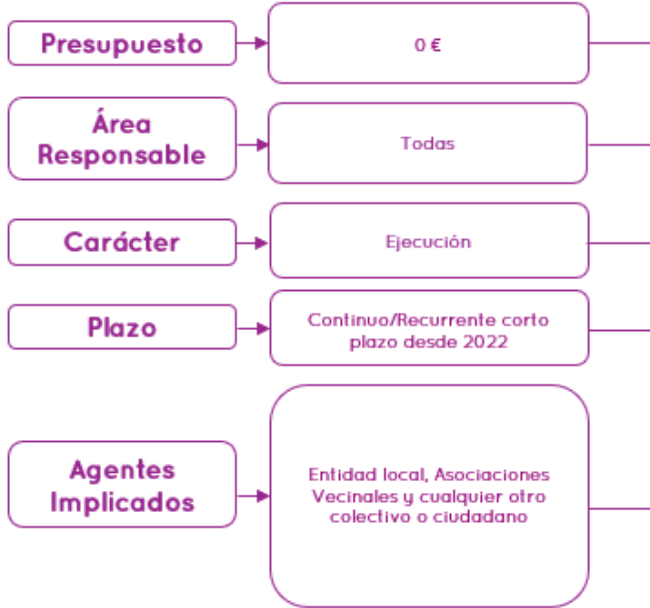 Presupuesto
0 €
Área
Responsable
Todas
Carácter
Ejecución
Plazo
Continuo/Recurrente corto
plazo desde 2022
Agentes
Implicados
Entidad local, Asociaciones
Vecinales y cualquier otro
colectivo o ciudadano